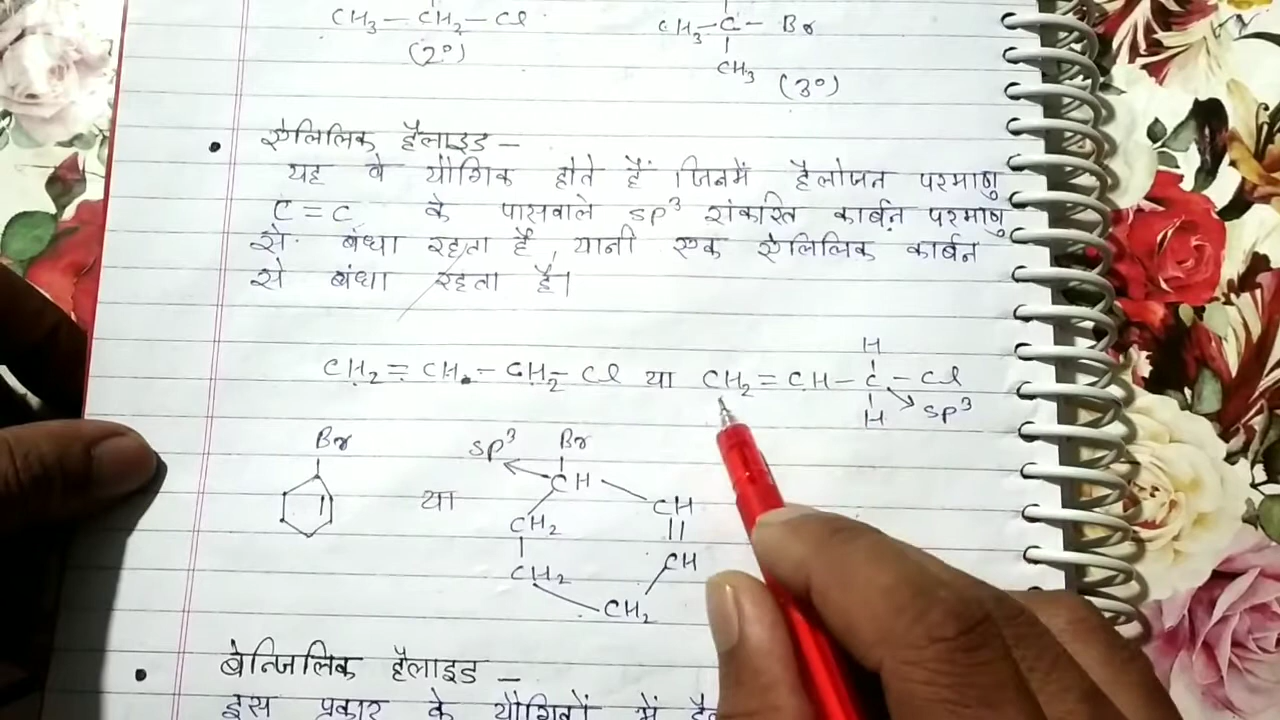 CH₃ — CH₂ — Cl
(2°)
CH₃ — C — Br
CH₃
(3°)
• ऐलिलिक हैलाइड —
यह वे यौगिक होते हैं जिनमें हैलोजन परमाणु
C = C के पासवाले sp³ संकरित कार्बन परमाणु
से बंधा रहता है, यानी एक ऐलिलिक कार्बन
से बंधा रहता है।
H
CH₂ = CH — CH₂ — Cl या CH₂ = CH — C — Cl
H sp³
Br sp³ Br
या CH CH
CH₂
CH₂ CH
CH₂
• बेन्जिलिक हैलाइड —
इस प्रकार के यौगिकों में